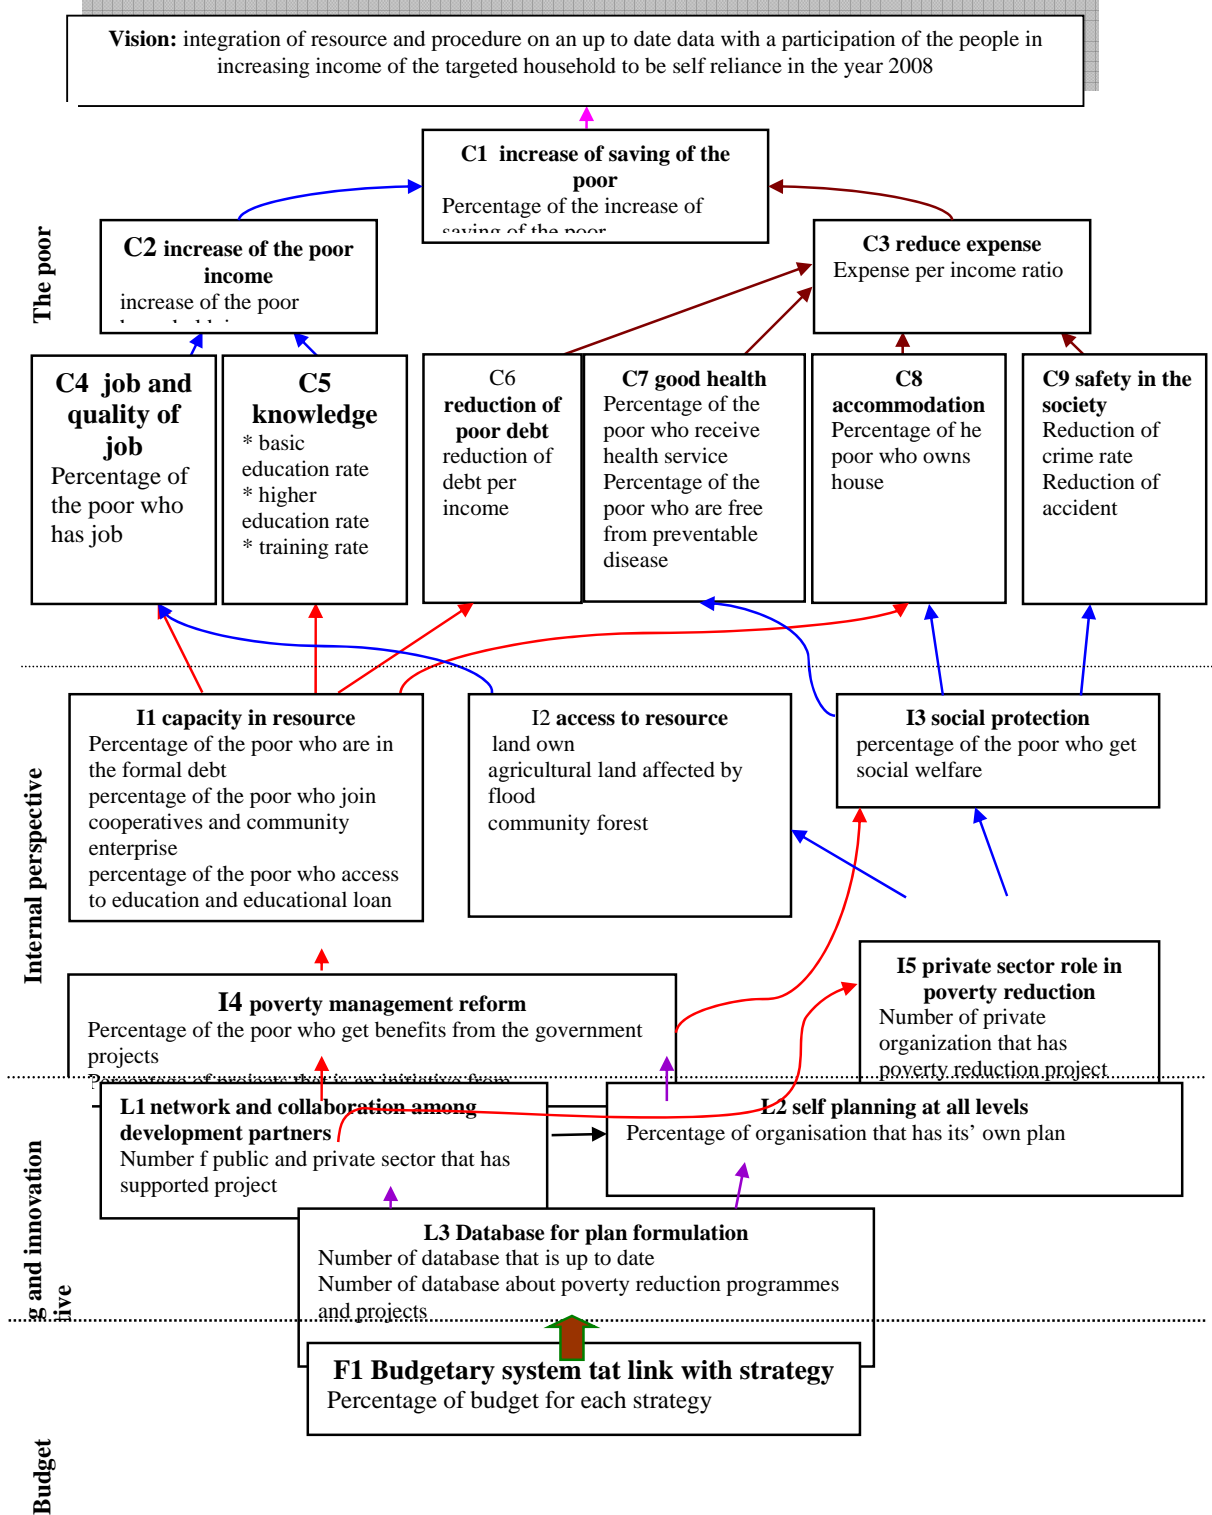 Vision: integration of resource and procedure on an up to date data with a participation of the people in
increasing income of the targeted household to be self reliance in the year 2008
C1 increase of saving of the
poor
Percentage of the increase of
saving of the poor
The poor
C2 increase of the poor
income
increase of the poor
C3 reduce expense
Expense per income ratio
C4 job and
quality of
job
Percentage of
the poor who
has job
C5
knowledge
* basic
education rate
* higher
education rate
* training rate
C6
reduction of
poor debt
reduction of
debt per
income
C7 good health
Percentage of the
poor who receive
health service
Percentage of the
poor who are free
from preventable
disease
C8
accommodation
Percentage of he
poor who owns
house
C9 safety in the
society
Reduction of
crime rate
Reduction of
accident
Internal perspective
I1 capacity in resource
Percentage of the poor who are in
the formal debt
percentage of the poor who join
cooperatives and community
enterprise
percentage of the poor who access
to education and educational loan
I2 access to resource
land own
agricultural land affected by
flood
community forest
I3 social protection
percentage of the poor who get
social welfare
I4 poverty management reform
Percentage of the poor who get benefits from the government
projects
Percentage of projects that is an initiative from
I5 private sector role in
poverty reduction
Number of private
organization that has
poverty reduction project
g and innovation
tive
L1 network and collaboration among
development partners
Number f public and private sector that has
supported project
L2 self planning at all levels
Percentage of organisation that has its' own plan
L3 Database for plan formulation
Number of database that is up to date
Number of database about poverty reduction programmes
and projects
Budget
F1 Budgetary system tat link with strategy
Percentage of budget for each strategy